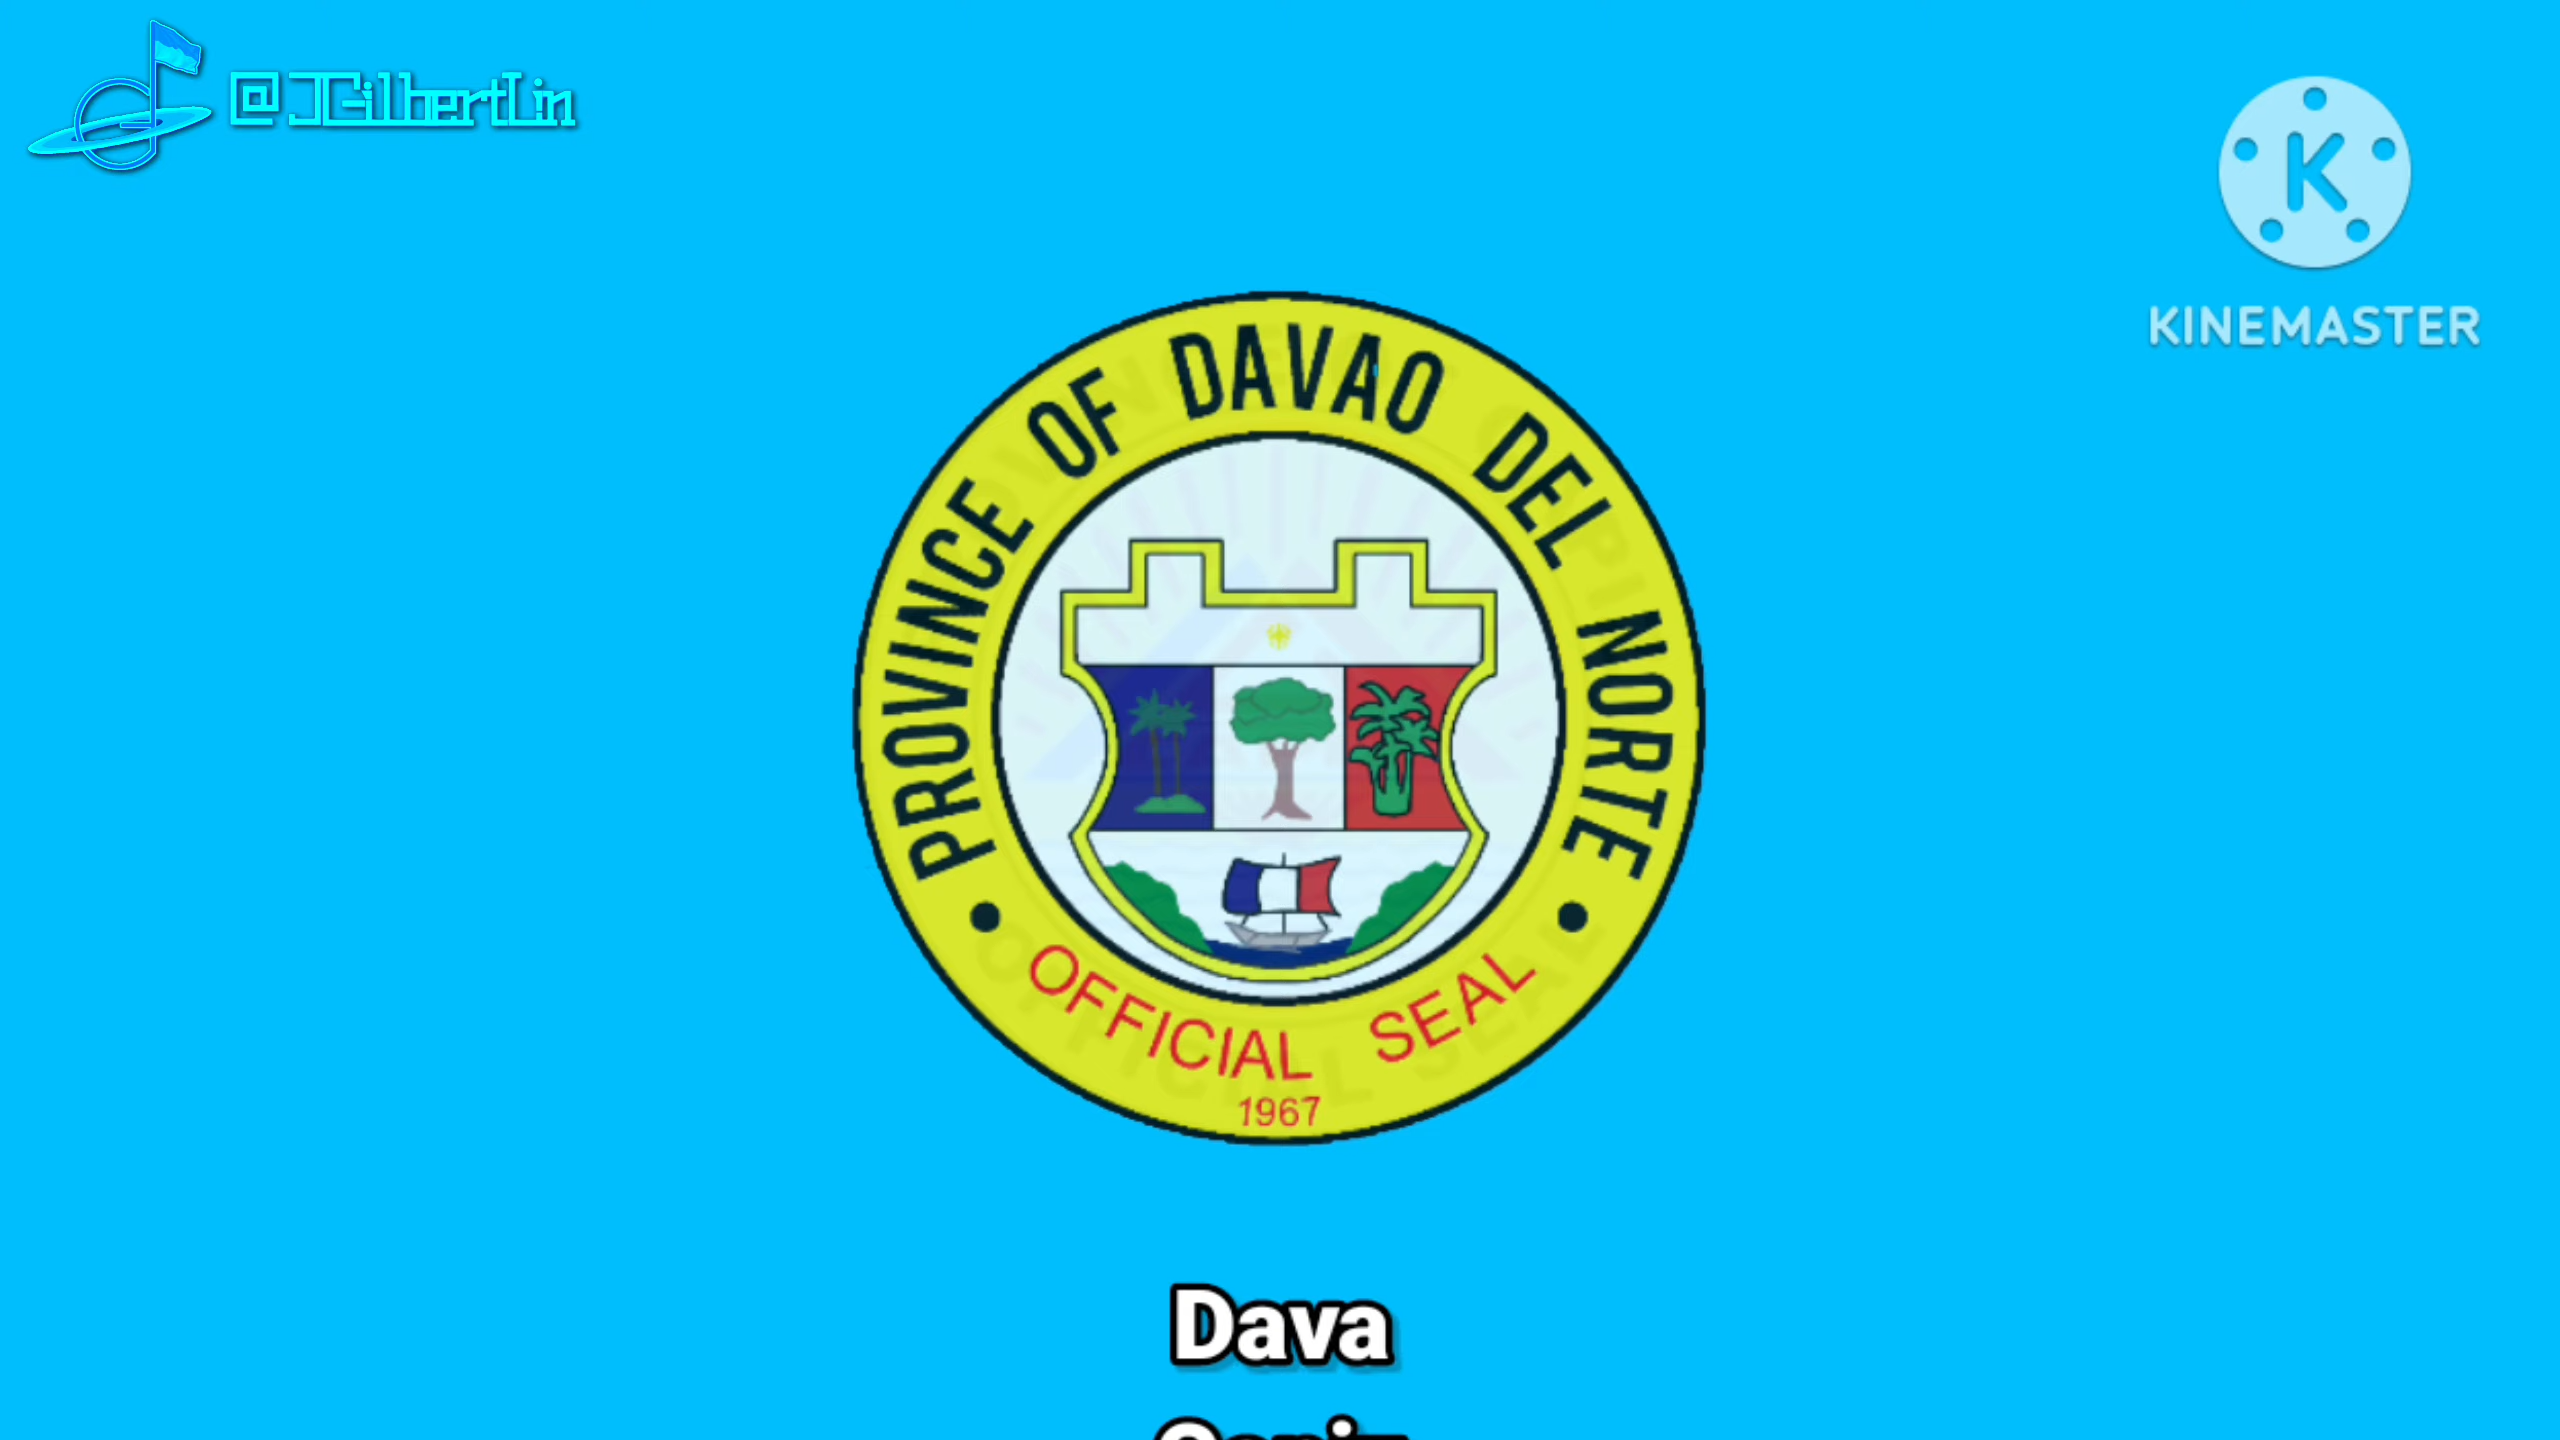 @JGilbertLin
K
KINEMASTER
PROVINCE OF DAVAO DEL NORTE
OFFICIAL SEAL
1967
Dava